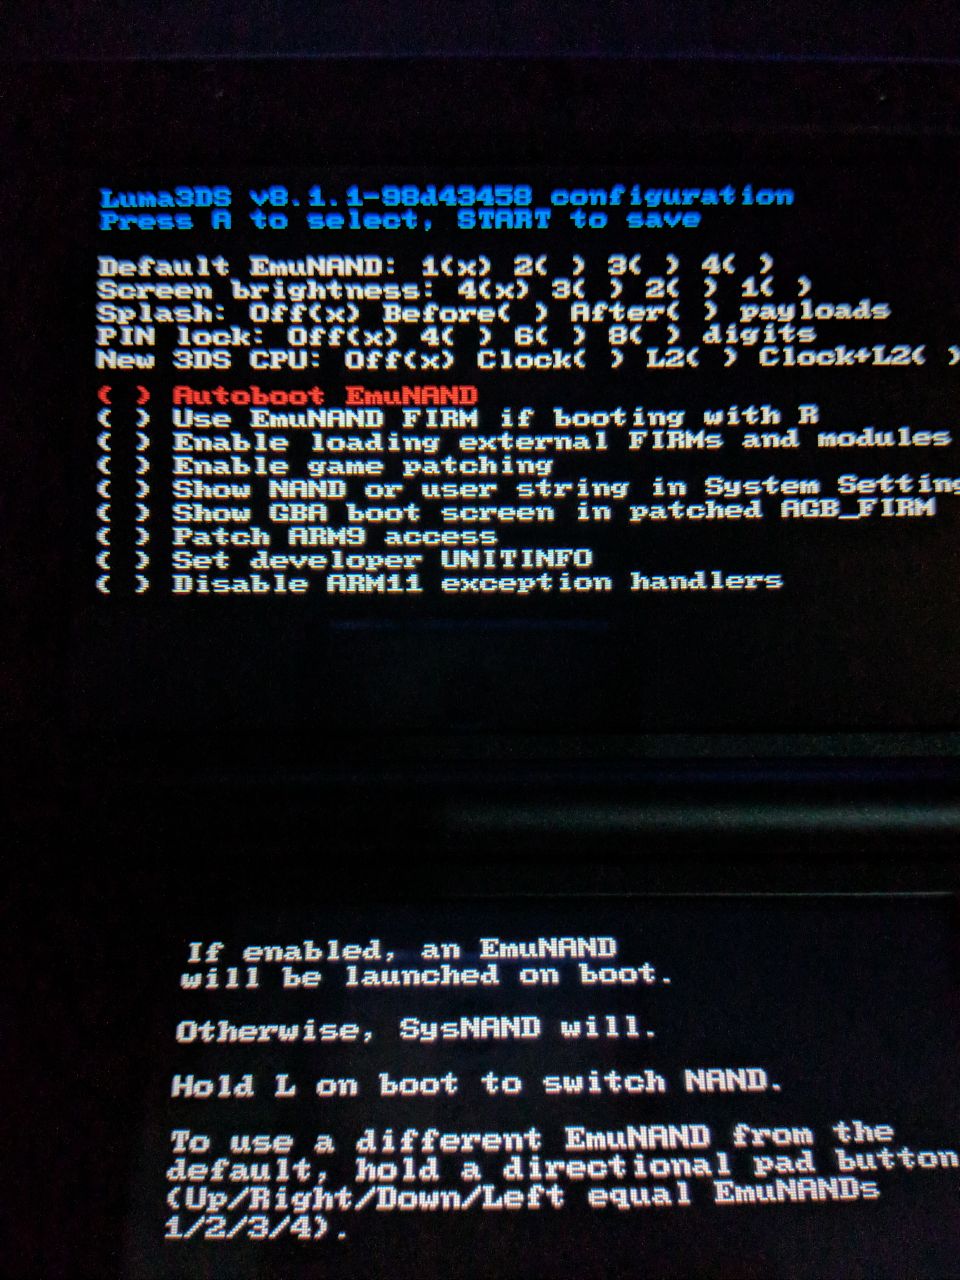 Luma3DS v8.1.1-98d43458 configuration
Press A to select, START to save
Default EmuNAND: 1(x) 2( ) 3( ) 4( )
Screen brightness: 4(x) 3( ) 2( ) 1( )
Splash: Off(x) Before( ) After( ) payloads
PIN lock: Off(x) 4( ) 6( ) 8( ) digits
New 3DS CPU: Off(x) Clock( ) L2( ) Clock+L2( )
( ) Autoboot EmuNAND
( ) Use EmuNAND FIRM if booting with R
( ) Enable loading external FIRMs and modules
( ) Enable game patching
( ) Show NAND or user string in System Setting
( ) Show GBA boot screen in patched AGB_FIRM
( ) Patch ARM9 access
( ) Set developer UNITINFO
( ) Disable ARM11 exception handlers
If enabled, an EmuNAND
will be launched on boot.
Otherwise, SysNAND will.
Hold L on boot to switch NAND.
To use a different EmuNAND from the
default, hold a directional pad button
(Up/Right/Down/Left equal EmuNANDs
1/2/3/4).